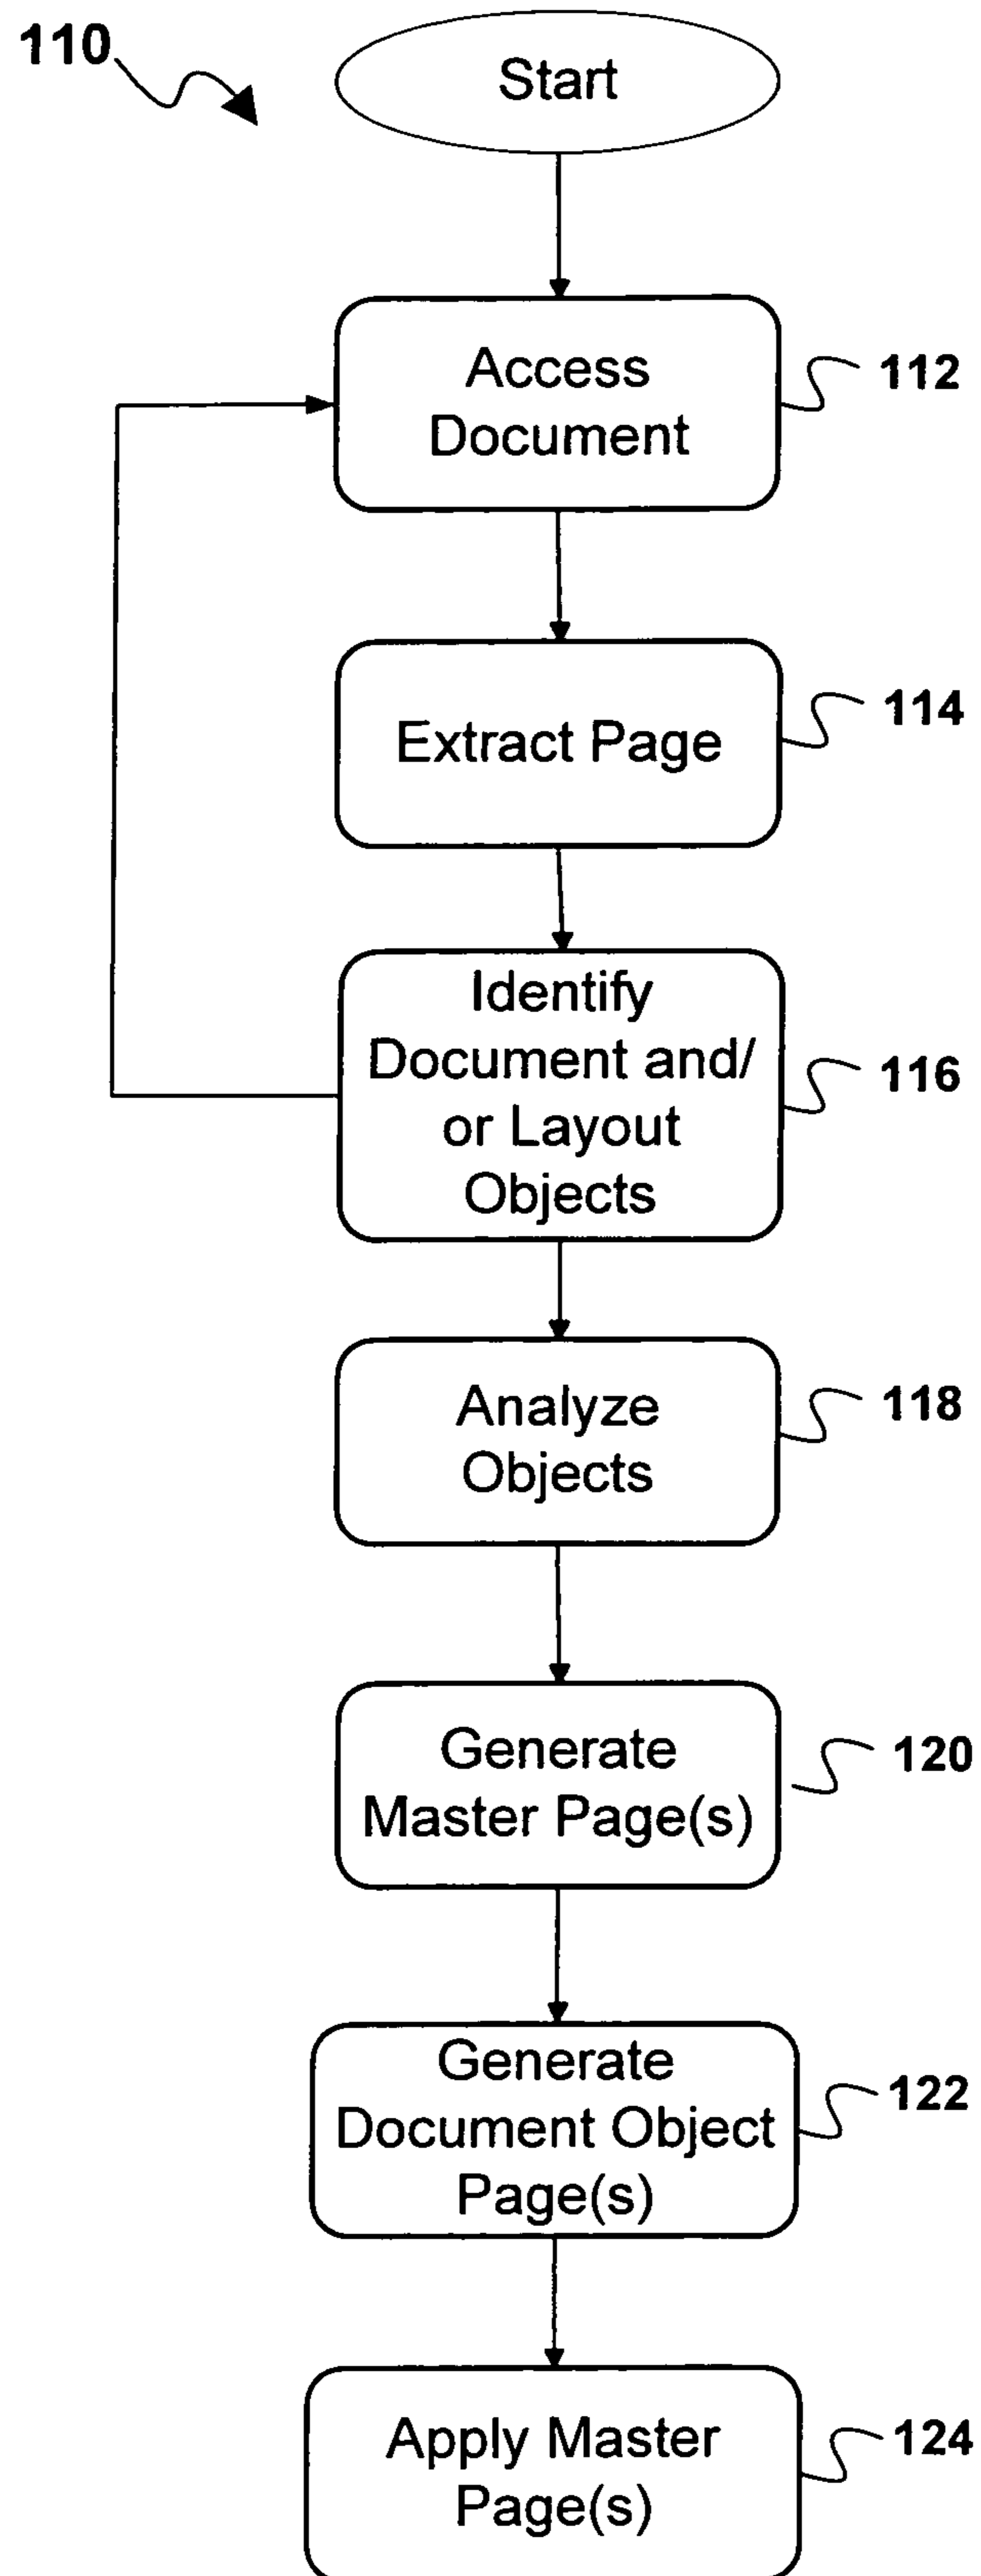 110
Start
Access
Document
112
Extract Page
114
Identify
Document and/
or Layout
Objects
116
Analyze
Objects
118
Generate
Master Page(s)
120
Generate
Document Object
Page(s)
122
Apply Master
Page(s)
124